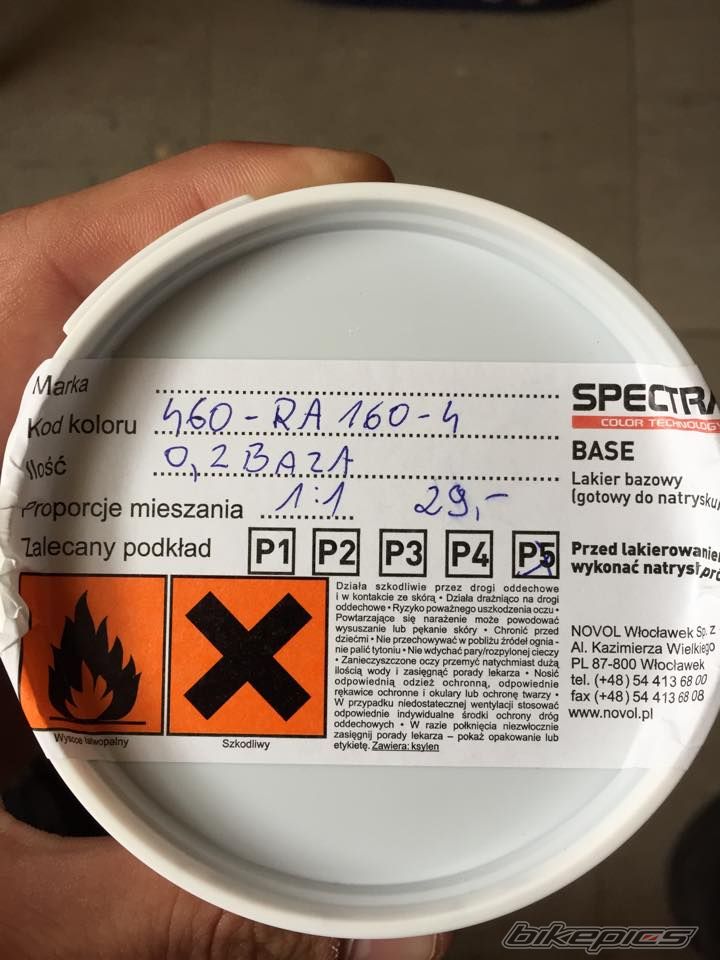 Marka
Kod koloru 460-RA 160-4
Ilość 0,2 BAZA
Proporcje mieszania 1:1 29,-
Zalecany podkład P1 P2 P3 P4 P5
SPECTRA
COLOR TECHNOLOGY
BASE
Lakier bazowy
(gotowy do natrysku
Przed lakierowaniem
wykonać natrysk pró
Działa szkodliwie przez drogi oddechowe
i w kontakcie ze skórą • Działa drażniąco na drogi
oddechowe • Ryzyko poważnego uszkodzenia oczu •
Powtarzające się narażenie może powodować
wysuszanie lub pękanie skóry • Chronić przed
dziećmi • Nie przechowywać w pobliżu źródeł ognia -
nie palić tytoniu • Nie wdychać pary/rozpylonej cieczy
• Zanieczyszczone oczy przemyć natychmiast dużą
ilością wody i zasięgnąć porady lekarza • Nosić
odpowiednią odzież ochronną, odpowiednie
rękawice ochronne i okulary lub ochronę twarzy •
W przypadku niedostatecznej wentylacji stosować
odpowiednie indywidualne środki ochrony dróg
oddechowych • W razie połknięcia niezwłocznie
zasięgnij porady lekarza – pokaż opakowanie lub
etykietę. Zawiera: ksylen
Wysoce łatwopalny
Szkodliwy
NOVOL Włocławek Sp. z
Al. Kazimierza Wielkiego
PL 87-800 Włocławek
tel. (+48) 54 413 68 00
fax (+48) 54 413 68 08
www.novol.pl
bikepics